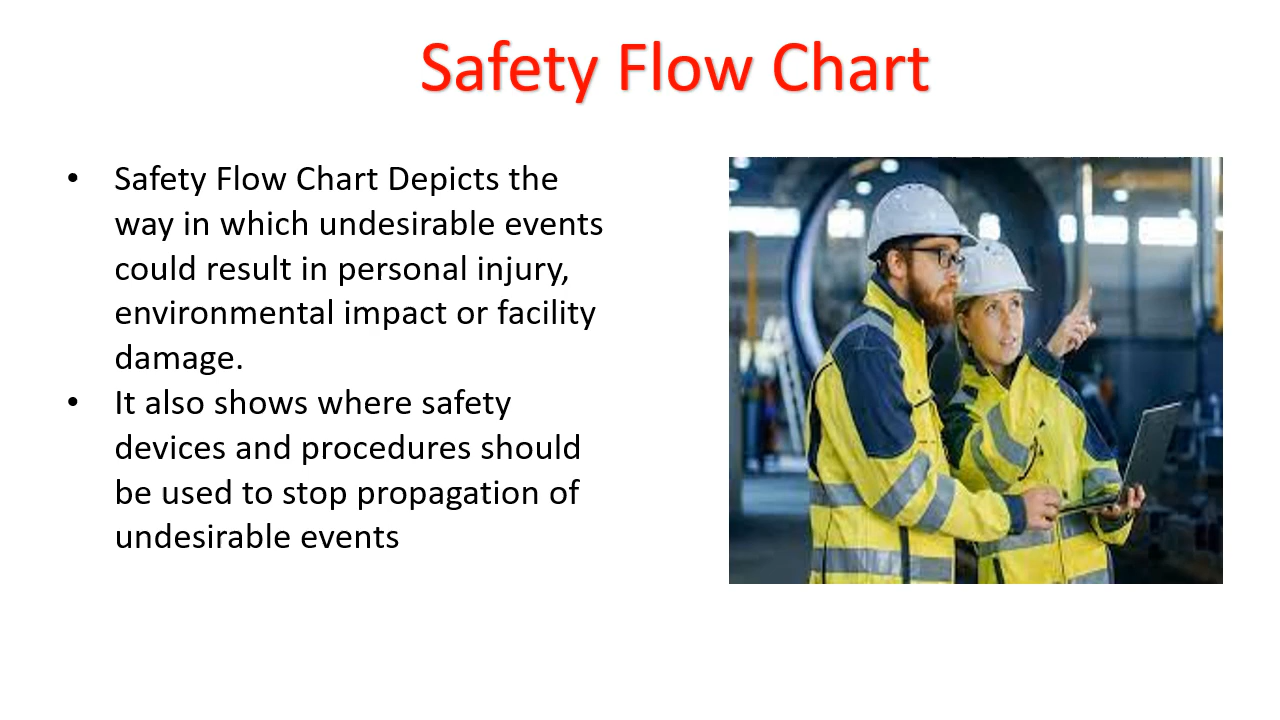 Safety Flow Chart
• Safety Flow Chart Depicts the
way in which undesirable events
could result in personal injury,
environmental impact or facility
damage.
• It also shows where safety
devices and procedures should
be used to stop propagation of
undesirable events